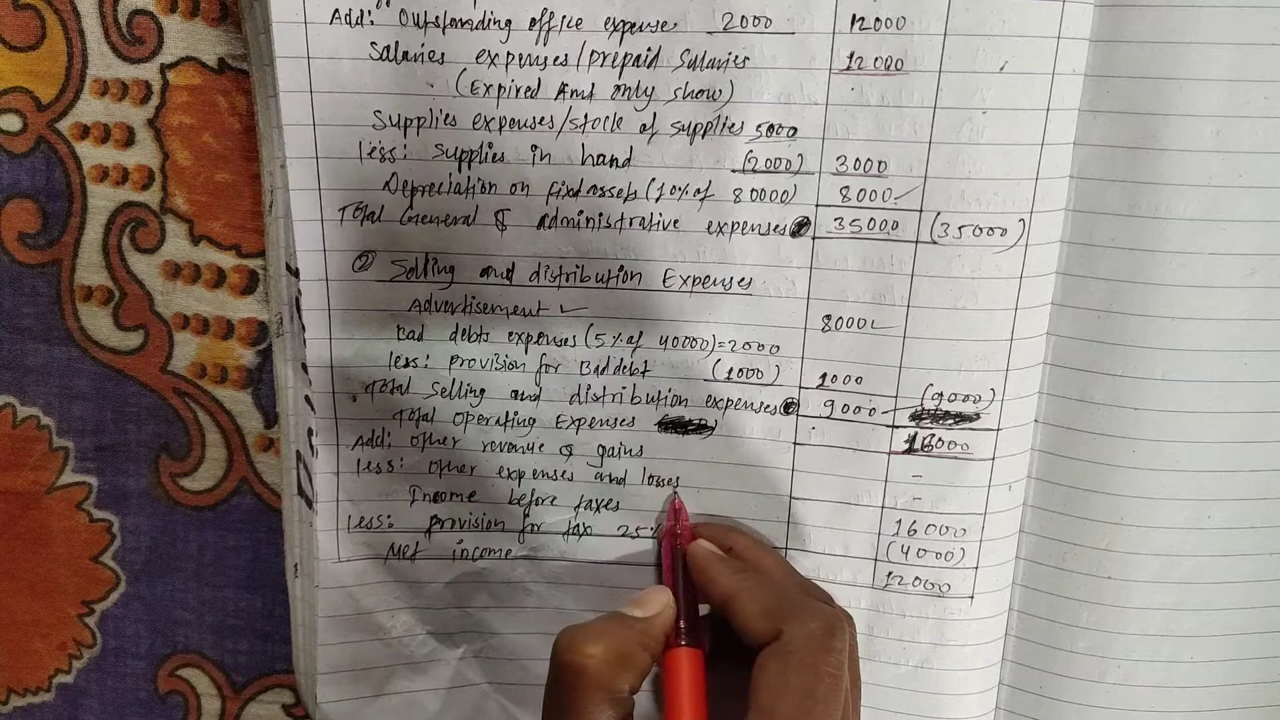 Add: Outstanding office expense 2000 12000
Salaries expenses/prepaid Salaries 12000
(Expired Amt only show)
Supplies expenses/stock of supplies 5000
less: supplies in hand (2000) 3000
Depreciation on fixed assets (10% of 80000) 8000
Total General & administrative expenses 35000 (35000)
② Selling and distribution Expenses
Advertisement 8000
Bad debts expenses (5% of 40000)=2000
less: provision for Bad debt (1000) 1000
Total selling and distribution expenses 9000 (9000)
Total Operating Expenses 16000
Add: other revenue & gains -
less: other expenses and losses -
Income before taxes 16000
less: provision for tax 25% (4000)
Net income 12000